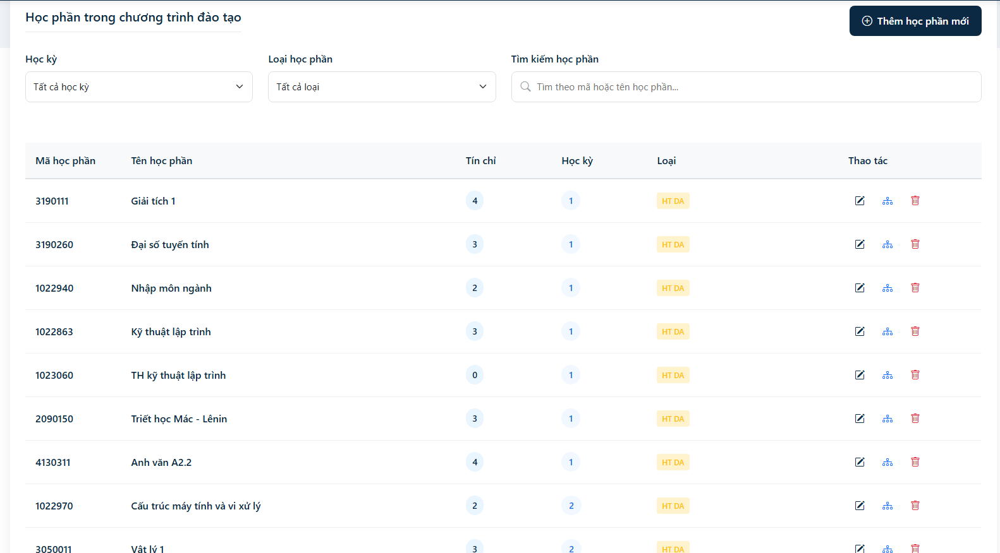 Học phần trong chương trình đào tạo
Thêm học phần mới
Học kỳ
Loại học phần
Tìm kiếm học phần
Tất cả học kỳ
Tất cả loại
Tìm theo mã hoặc tên học phần...
Mã học phần Tên học phần Tín chỉ Học kỳ Loại Thao tác
3190111 Giải tích 1 4 1 HT DA
3190260 Đại số tuyến tính 3 1 HT DA
1022940 Nhập môn ngành 2 1 HT DA
1022863 Kỹ thuật lập trình 3 1 HT DA
1023060 TH kỹ thuật lập trình 0 1 HT DA
2090150 Triết học Mác - Lênin 3 1 HT DA
4130311 Anh văn A2.2 4 1 HT DA
1022970 Cấu trúc máy tính và vi xử lý 2 2 HT DA
3050011 Vật lý 1 3 2 HT DA